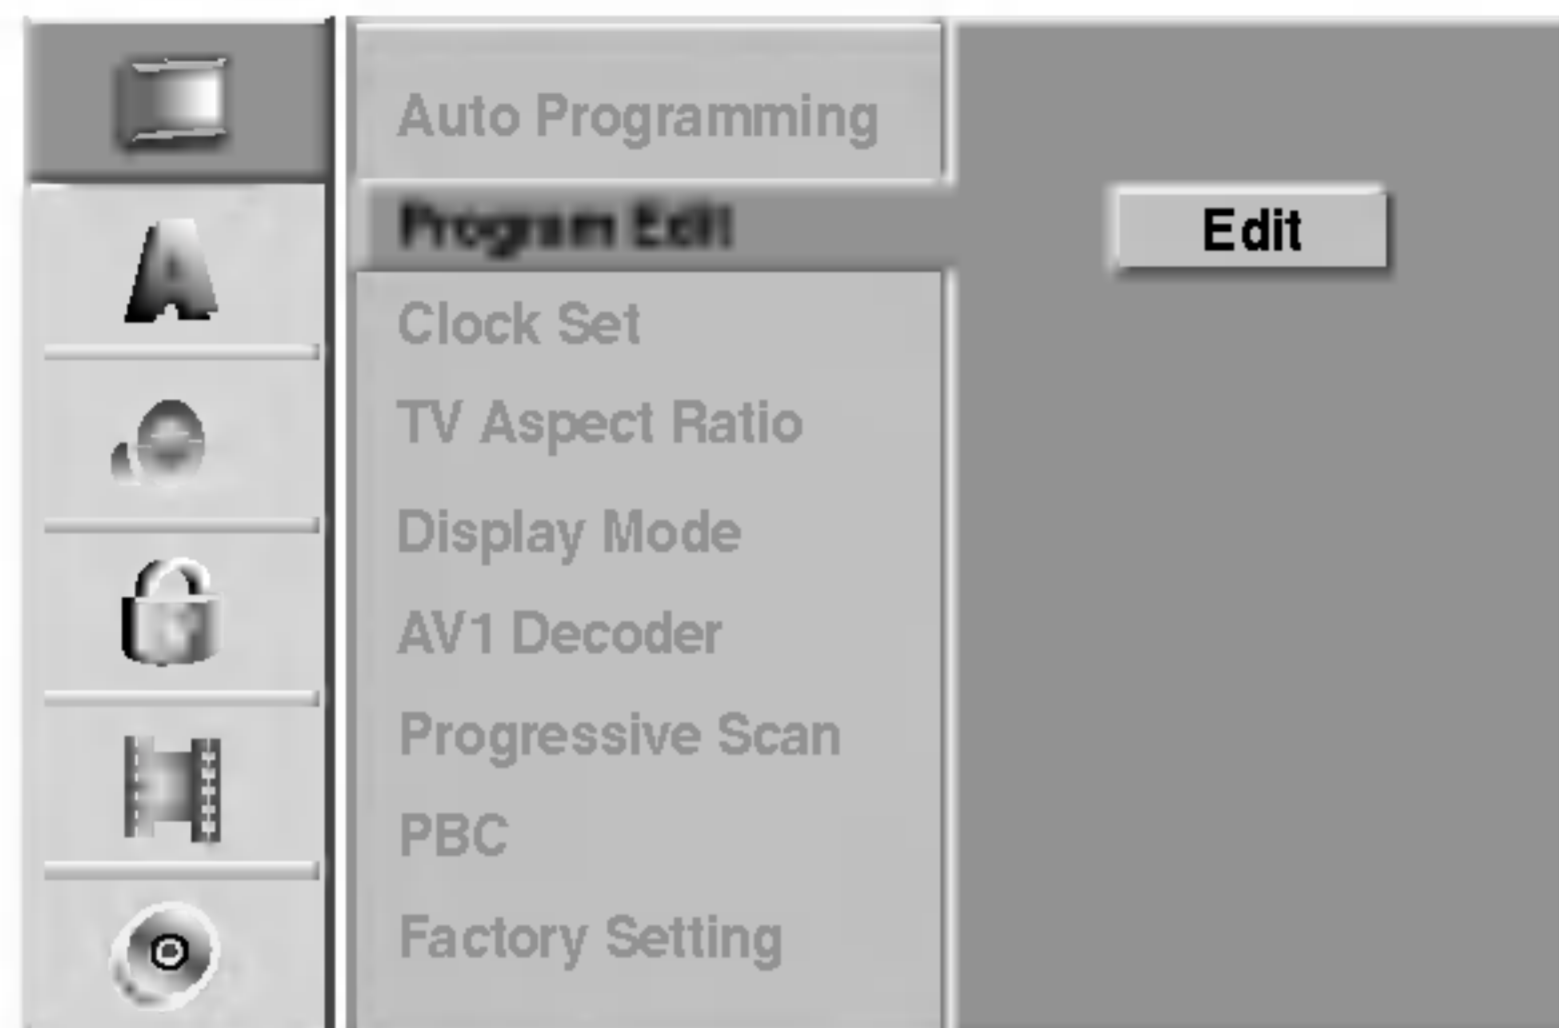 Auto Programming
Program Edit
Edit
Clock Set
TV Aspect Ratio
Display Mode
AV1 Decoder
Progressive Scan
PBC
Factory Setting